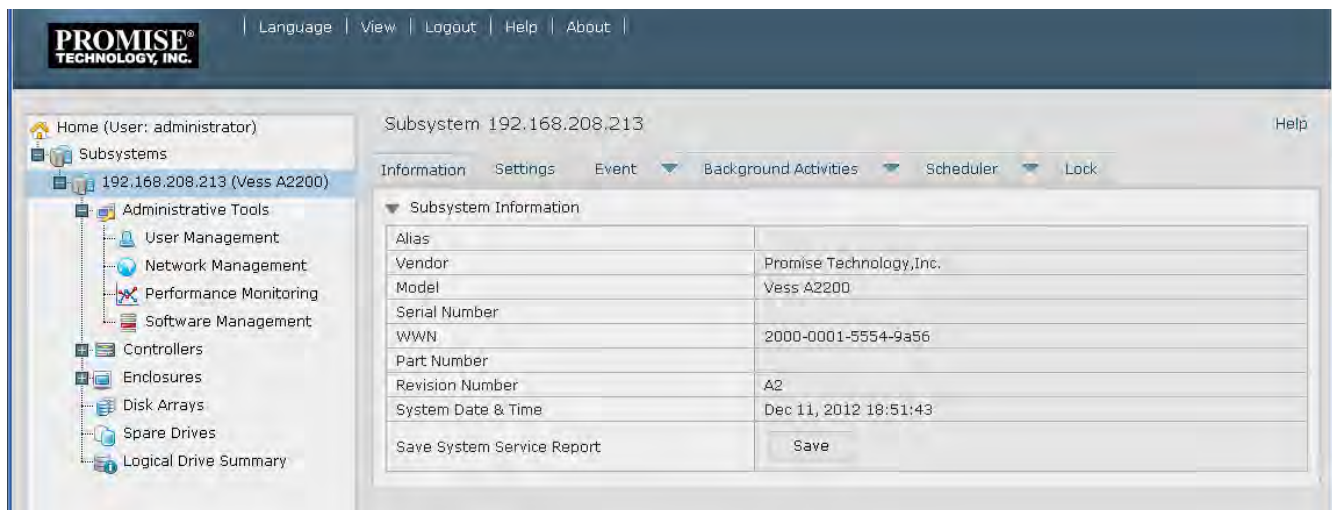 PROMISE®
TECHNOLOGY, INC.
| Language | View | Logout | Help | About |
Home (User: administrator)
Subsystems
192.168.208.213 (Vess A2200)
Administrative Tools
User Management
Network Management
Performance Monitoring
Software Management
Controllers
Enclosures
Disk Arrays
Spare Drives
Logical Drive Summary
Subsystem 192.168.208.213
Help
Information Settings Event Background Activities Scheduler Lock
Subsystem Information
Alias
Vendor Promise Technology,Inc.
Model Vess A2200
Serial Number
WWN 2000-0001-5554-9a56
Part Number
Revision Number A2
System Date & Time Dec 11, 2012 18:51:43
Save System Service Report Save